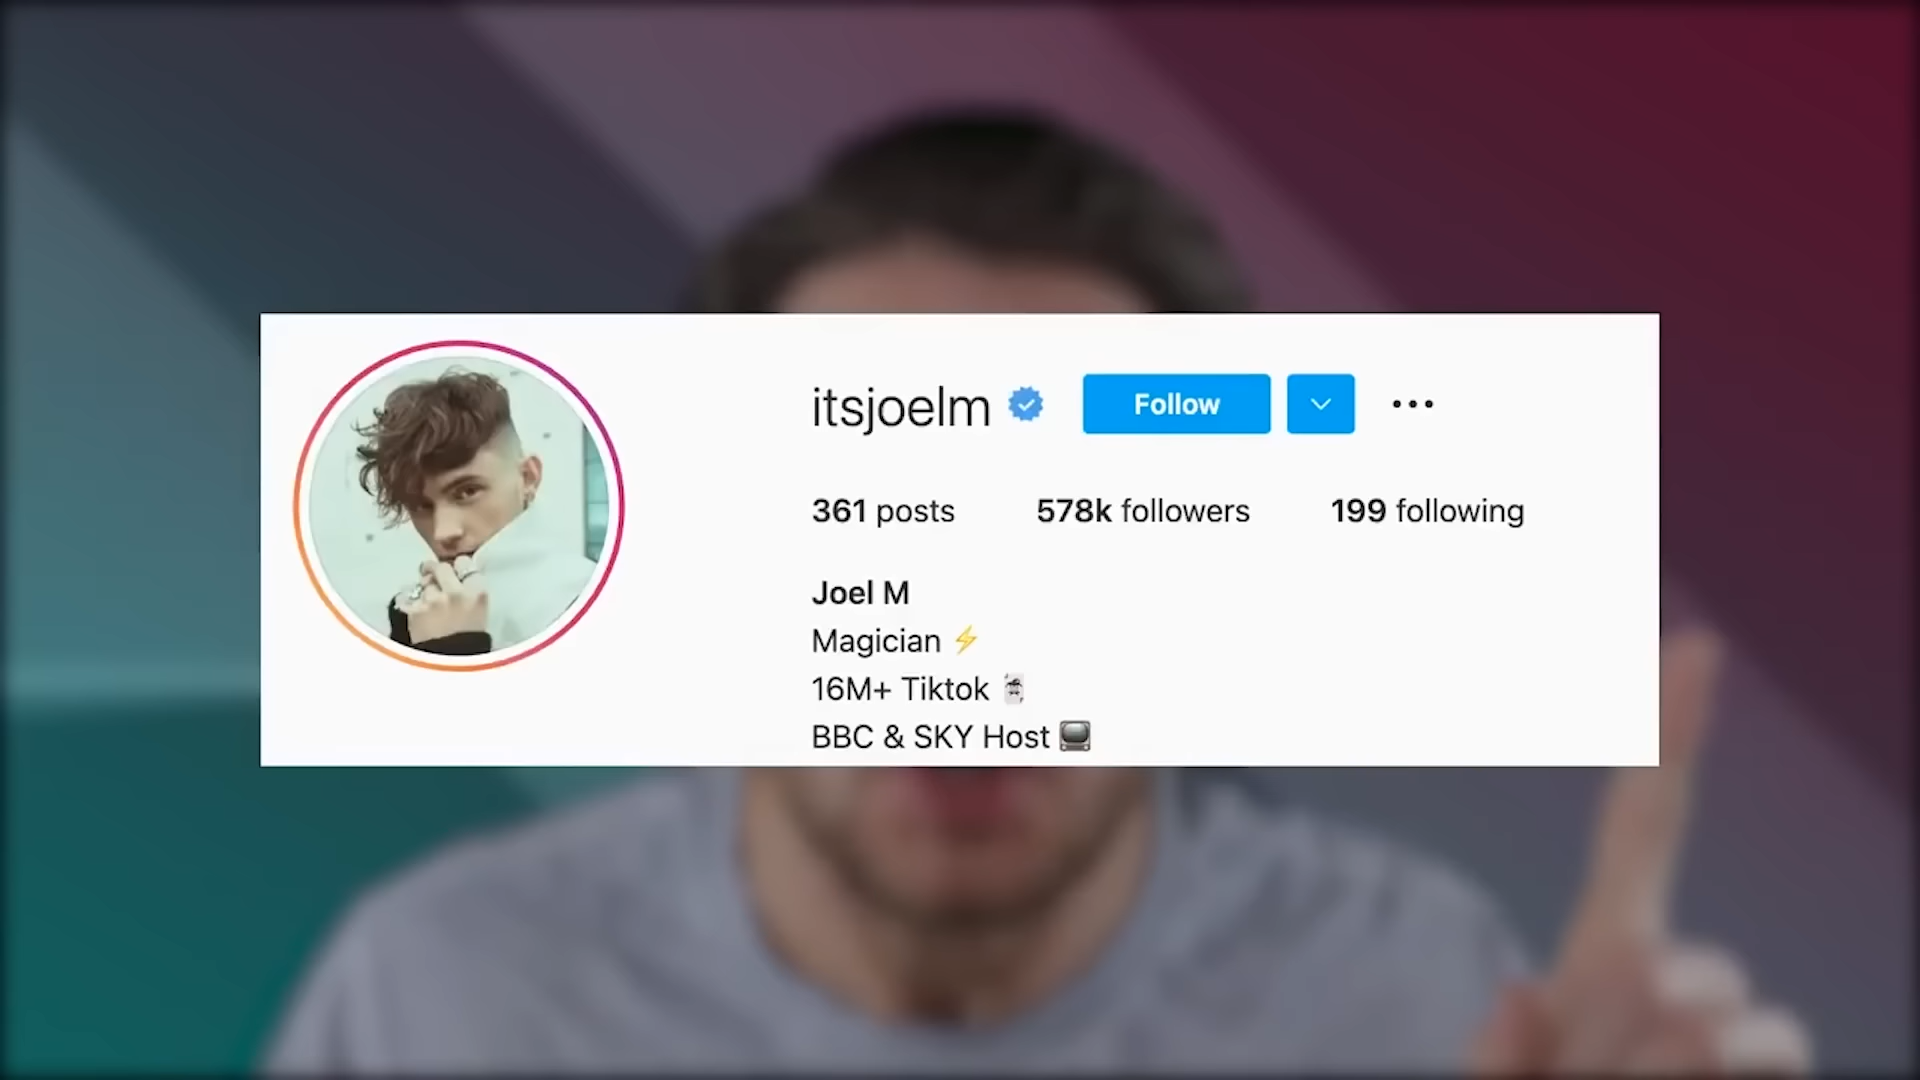 itsjoelm Follow
361 posts 578k followers 199 following
Joel M
Magician ⚡
16M+ Tiktok 🃏
BBC & SKY Host 📺